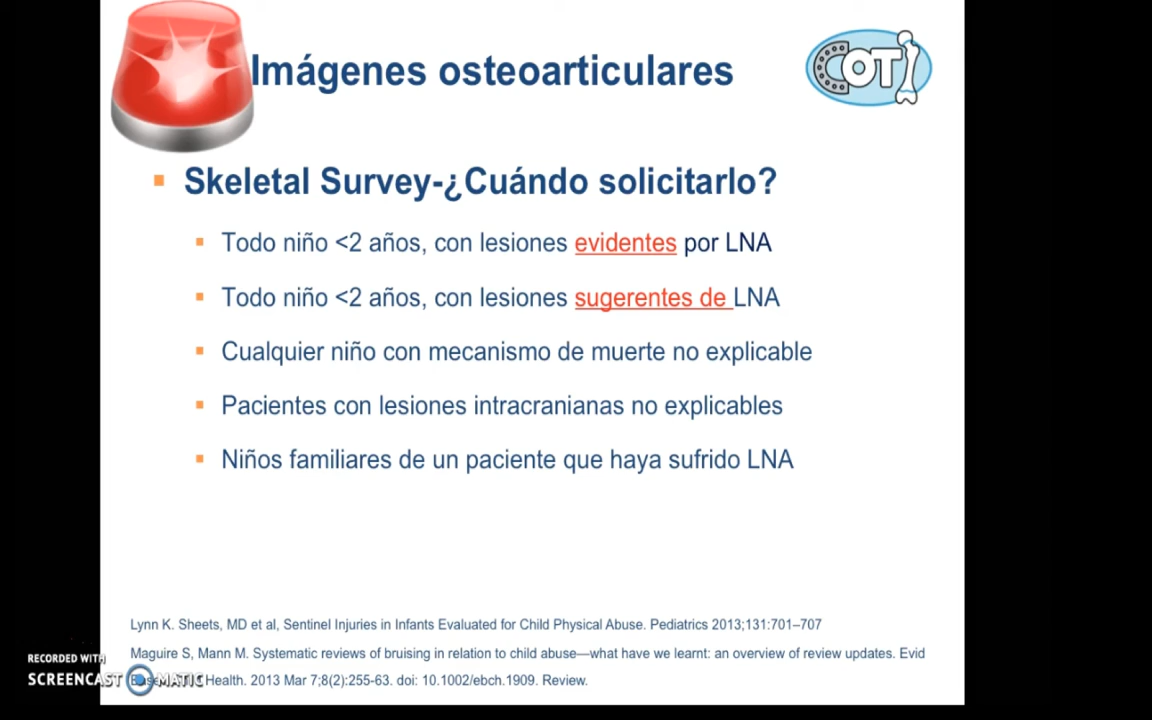 Imágenes osteoarticulares
COTI
Skeletal Survey-¿Cuándo solicitarlo?
Todo niño <2 años, con lesiones evidentes por LNA
Todo niño <2 años, con lesiones sugerentes de LNA
Cualquier niño con mecanismo de muerte no explicable
Pacientes con lesiones intracranianas no explicables
Niños familiares de un paciente que haya sufrido LNA
Lynn K. Sheets, MD et al, Sentinel Injuries in Infants Evaluated for Child Physical Abuse. Pediatrics 2013;131:701–707
Maguire S, Mann M. Systematic reviews of bruising in relation to child abuse—what have we learnt: an overview of review updates. Evid
Health. 2013 Mar 7;8(2):255-63. doi: 10.1002/ebch.1909. Review.
RECORDED WITH
SCREENCAST MATIC